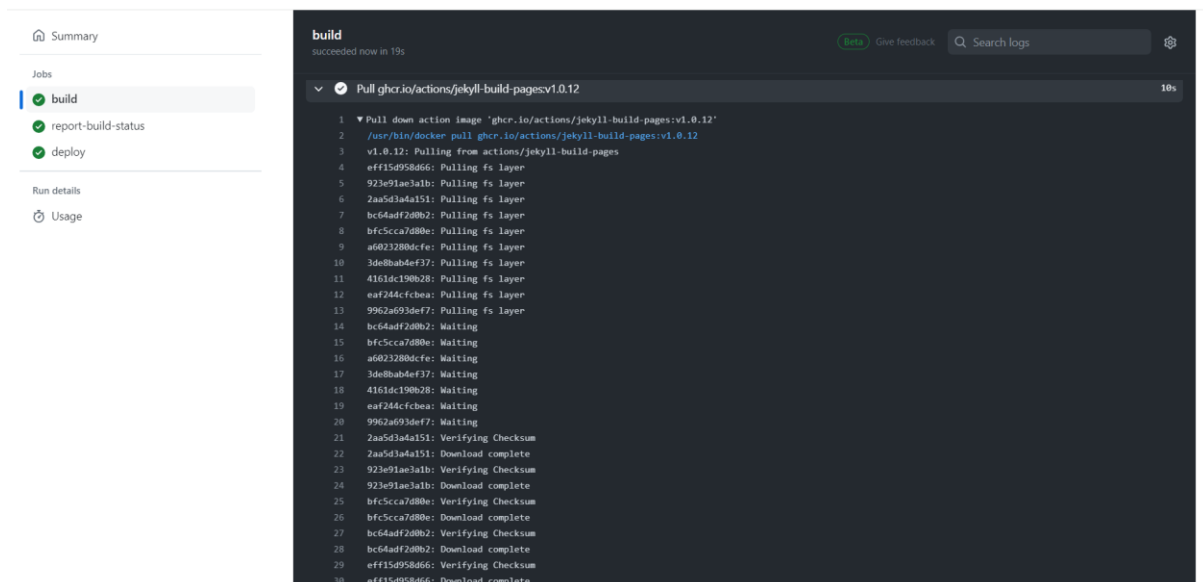 Summary
Jobs
build
report-build-status
deploy
Run details
Usage
build
succeeded now in 19s
Beta Give feedback
Search logs
Pull ghcr.io/actions/jekyll-build-pages:v1.0.12
10s
1 ▼ Pull down action image 'ghcr.io/actions/jekyll-build-pages:v1.0.12'
2 /usr/bin/docker pull ghcr.io/actions/jekyll-build-pages:v1.0.12
3 v1.0.12: Pulling from actions/jekyll-build-pages
4 eff15d958d66: Pulling fs layer
5 923e91ae3a1b: Pulling fs layer
6 2aa5d3a4a151: Pulling fs layer
7 bc64adf2d0b2: Pulling fs layer
8 bfc5cca7d80e: Pulling fs layer
9 a6023280dcfe: Pulling fs layer
10 3de8bab4ef37: Pulling fs layer
11 4161dc190b28: Pulling fs layer
12 eaf244cfcbea: Pulling fs layer
13 9962a693def7: Pulling fs layer
14 bc64adf2d0b2: Waiting
15 bfc5cca7d80e: Waiting
16 a6023280dcfe: Waiting
17 3de8bab4ef37: Waiting
18 4161dc190b28: Waiting
19 eaf244cfcbea: Waiting
20 9962a693def7: Waiting
21 2aa5d3a4a151: Verifying Checksum
22 2aa5d3a4a151: Download complete
23 923e91ae3a1b: Verifying Checksum
24 923e91ae3a1b: Download complete
25 bfc5cca7d80e: Verifying Checksum
26 bfc5cca7d80e: Download complete
27 bc64adf2d0b2: Verifying Checksum
28 bc64adf2d0b2: Download complete
29 eff15d958d66: Verifying Checksum
30 eff15d958d66: Download complete